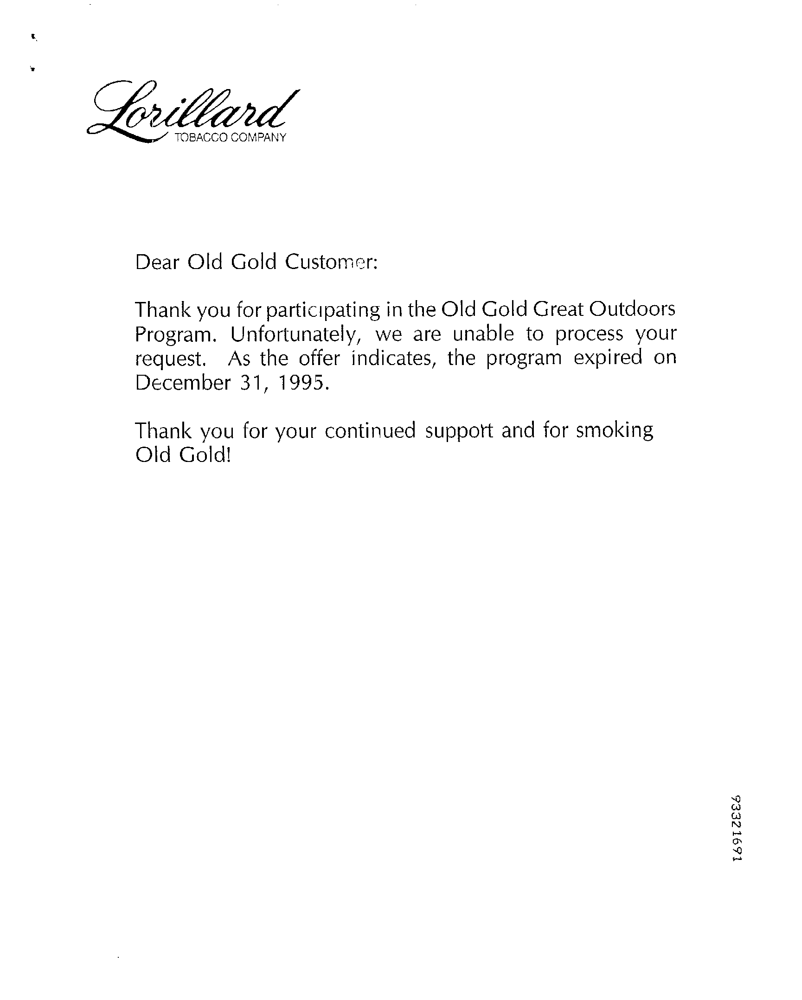 Lorillard
TOBACCO COMPANY
Dear Old Gold Customer:
Thank you for participating in the Old Gold Great Outdoors
Program. Unfortunately, we are unable to process your
request. As the offer indicates, the program expired on
December 31, 1995.
Thank you for your continued support and for smoking
Old Gold!
93321691